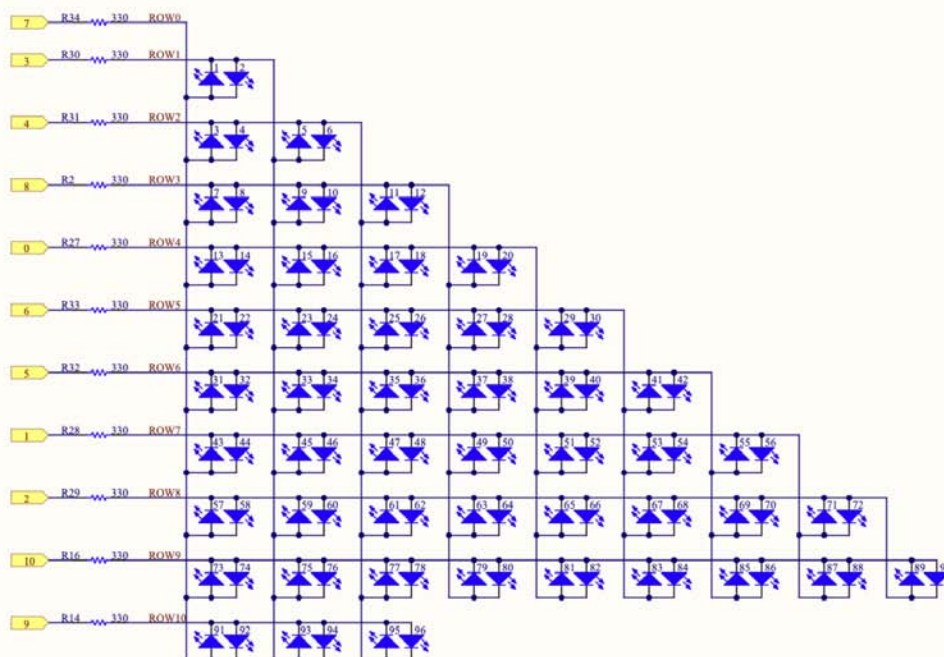 7 R34 330 ROW0
3 R30 330 ROW1
1 2
4 R31 330 ROW2
3 4 5 6
8 R2 330 ROW3
7 8 9 10 11 12
0 R27 330 ROW4
13 14 15 16 17 18 19 20
6 R33 330 ROW5
21 22 23 24 25 26 27 28 29 30
5 R32 330 ROW6
31 32 33 34 35 36 37 38 39 40 41 42
1 R28 330 ROW7
43 44 45 46 47 48 49 50 51 52 53 54 55 56
2 R29 330 ROW8
57 58 59 60 61 62 63 64 65 66 67 68 69 70 71 72
10 R16 330 ROW9
73 74 75 76 77 78 79 80 81 82 83 84 85 86 87 88 89
9 R14 330 ROW10
91 92 93 94 95 96